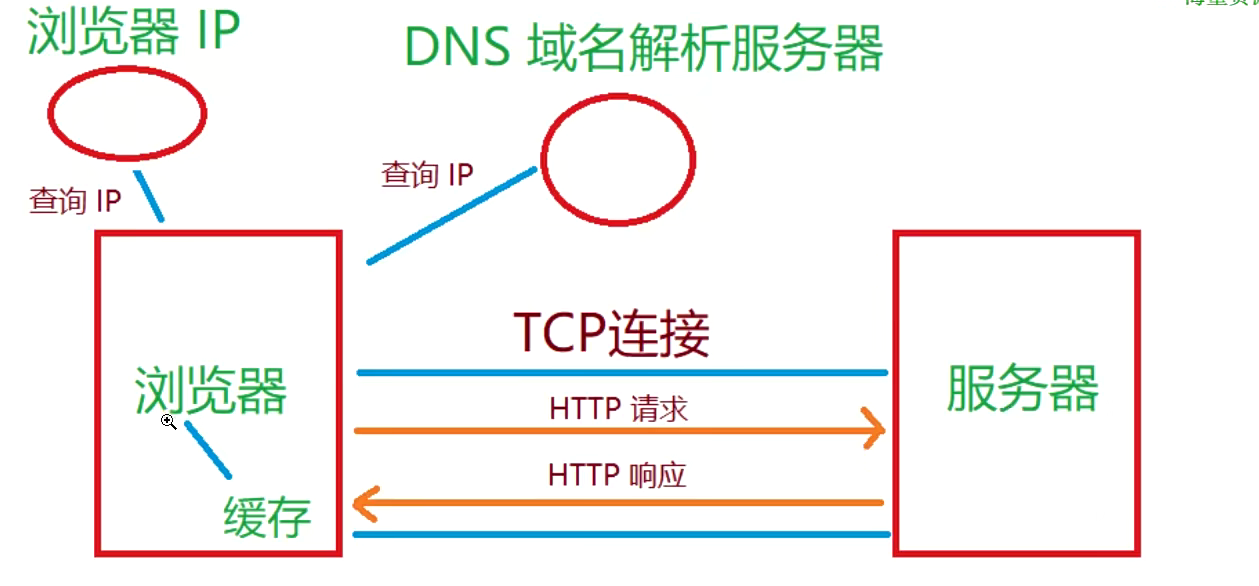 浏览器 IP
DNS 域名解析服务器
查询 IP
查询 IP
TCP连接
HTTP 请求
浏览器
服务器
HTTP 响应
缓存